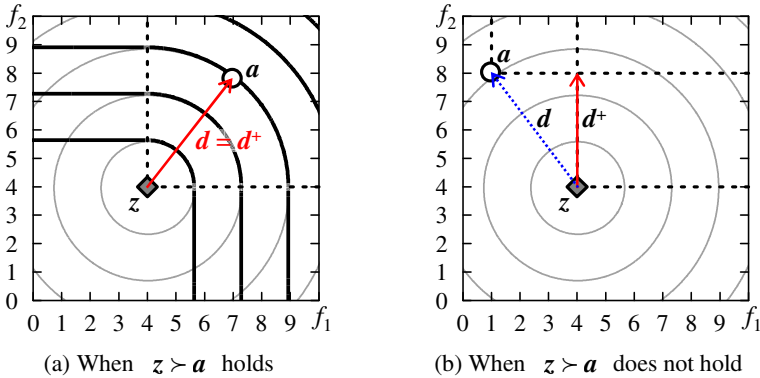 f2
9
8
7
6
5
4
3
2
1
0
0 1 2 3 4 5 6 7 8 9 f1
a
d = d+
z
(a) When z ≻ a holds
f2
9
8
7
6
5
4
3
2
1
0
0 1 2 3 4 5 6 7 8 9 f1
a
d d+
z
(b) When z ≻ a does not hold